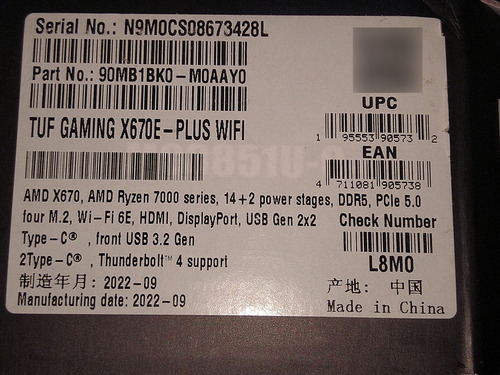 Serial No.: N9M0CS08673428L
Part No.: 90MB1BK0-M0AAY0
TUF GAMING X670E-PLUS WIFI
UPC
1 95553 90573 2
EAN
4 711081 905738
AMD X670, AMD Ryzen 7000 series, 14+2 power stages, DDR5, PCIe 5.0
four M.2, Wi-Fi 6E, HDMI, DisplayPort, USB Gen 2x2
Type-C® , front USB 3.2 Gen
2Type-C® , Thunderbolt™ 4 support
Check Number
L8M0
制造年月: 2022-09
Manufacturing date: 2022-09
产地: 中国
Made in China